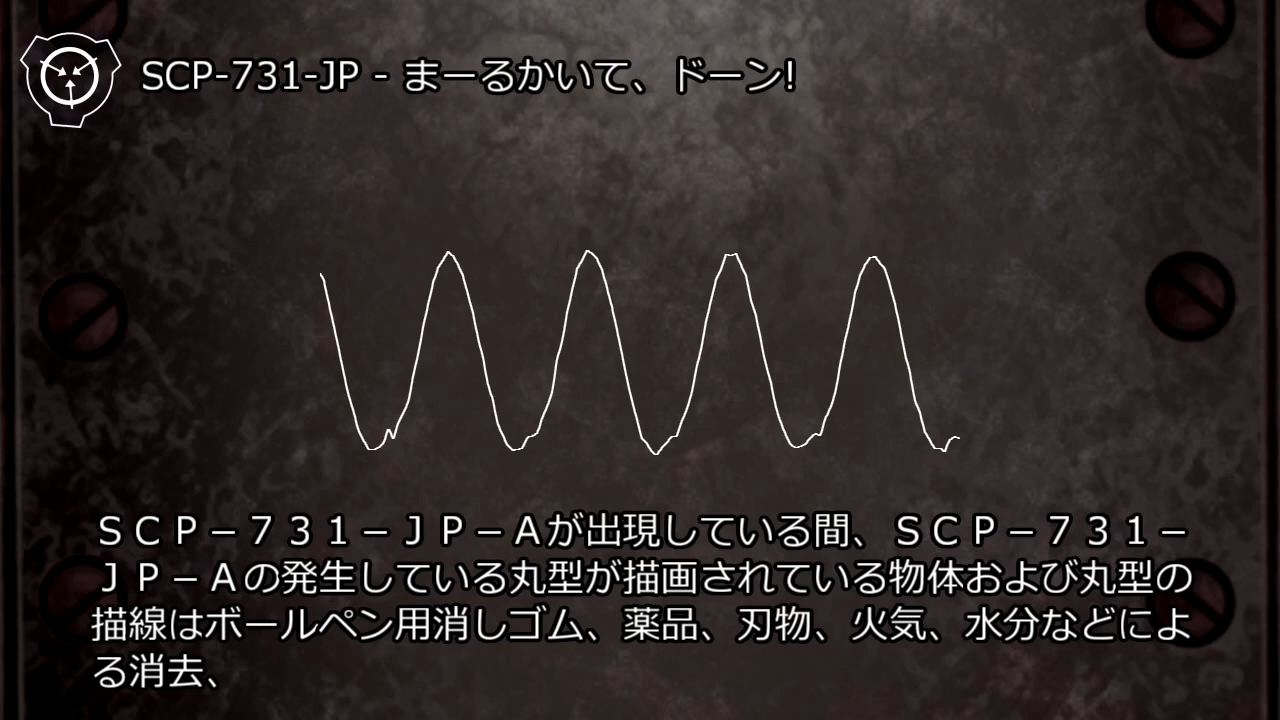 SCP-731-JP - まーるかいて、ドーン!
ＳＣＰ－７３１－ＪＰ－Ａが出現している間、ＳＣＰ－７３１－
ＪＰ－Ａの発生している丸型が描画されている物体および丸型の
描線はボールペン用消しゴム、薬品、刃物、火気、水分などによ
る消去、